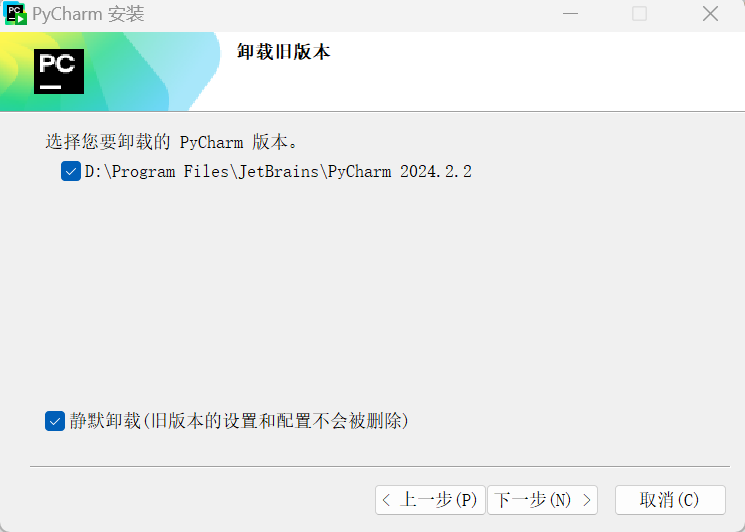 PC PyCharm 安装
PC
卸载旧版本
选择您要卸载的 PyCharm 版本。
D:\Program Files\JetBrains\PyCharm 2024.2.2
静默卸载(旧版本的设置和配置不会被删除)
< 上一步(P) 下一步(N) > 取消(C)